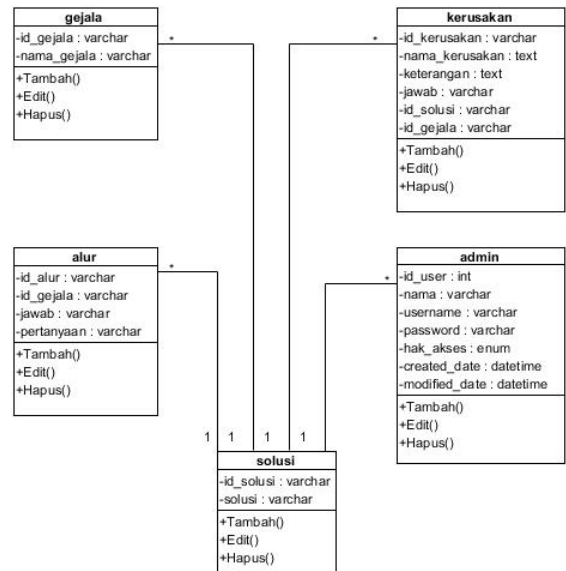 gejala
-id_gejala : varchar
-nama_gejala : varchar
+Tambah()
+Edit()
+Hapus()
*
kerusakan
-id_kerusakan : varchar
-nama_kerusakan : text
-keterangan : text
-jawab : varchar
-id_solusi : varchar
-id_gejala : varchar
+Tambah()
+Edit()
+Hapus()
*
alur
-id_alur : varchar
-id_gejala : varchar
-jawab : varchar
-pertanyaan : varchar
+Tambah()
+Edit()
+Hapus()
*
admin
-id_user : int
-nama : varchar
-username : varchar
-password : varchar
-hak_akses : enum
-created_date : datetime
-modified_date : datetime
+Tambah()
+Edit()
+Hapus()
*
1 1 1 1
solusi
-id_solusi : varchar
-solusi : varchar
+Tambah()
+Edit()
+Hapus()